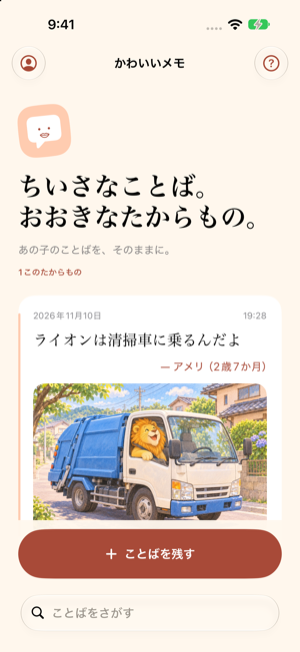 9:41
かわいいメモ
?
ちいさなことば。
おおきなたからもの。
あの子のことばを、そのままに。
1このたからもの
2026年11月10日 19:28
ライオンは清掃車に乗るんだよ
— アメリ（2歳7か月）
＋ ことばを残す
ことばをさがす